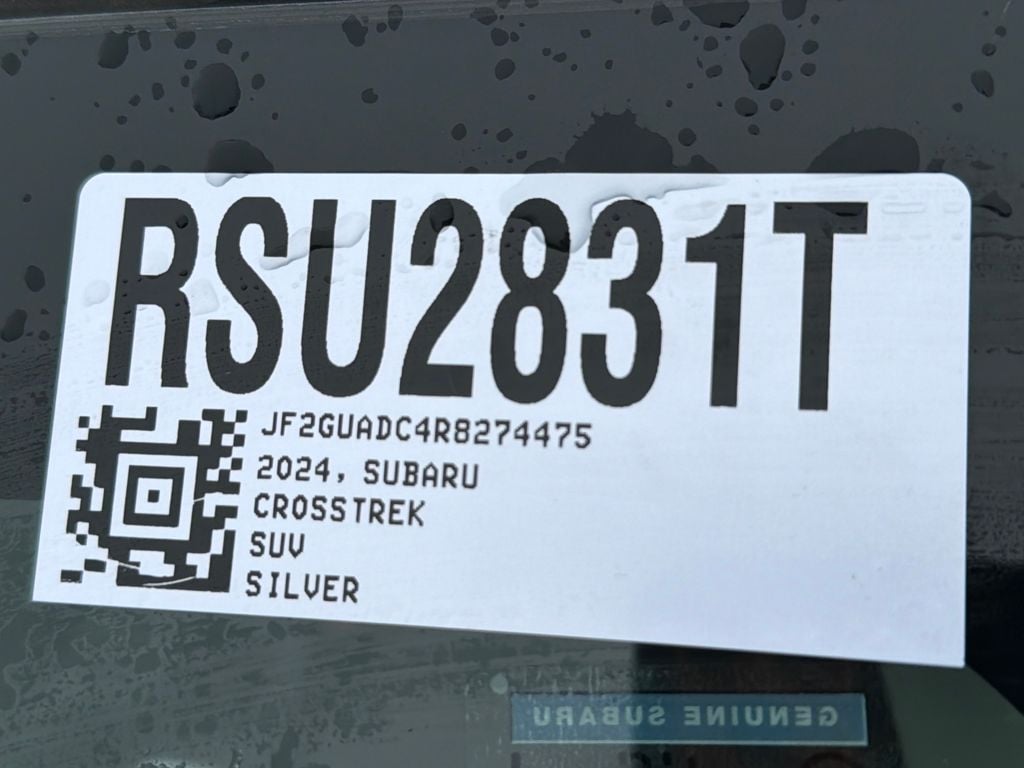 RSU2831T
JF2GUADC4R8274475
2024, SUBARU
CROSSTREK
SUV
SILVER
GENUINE SUBARU